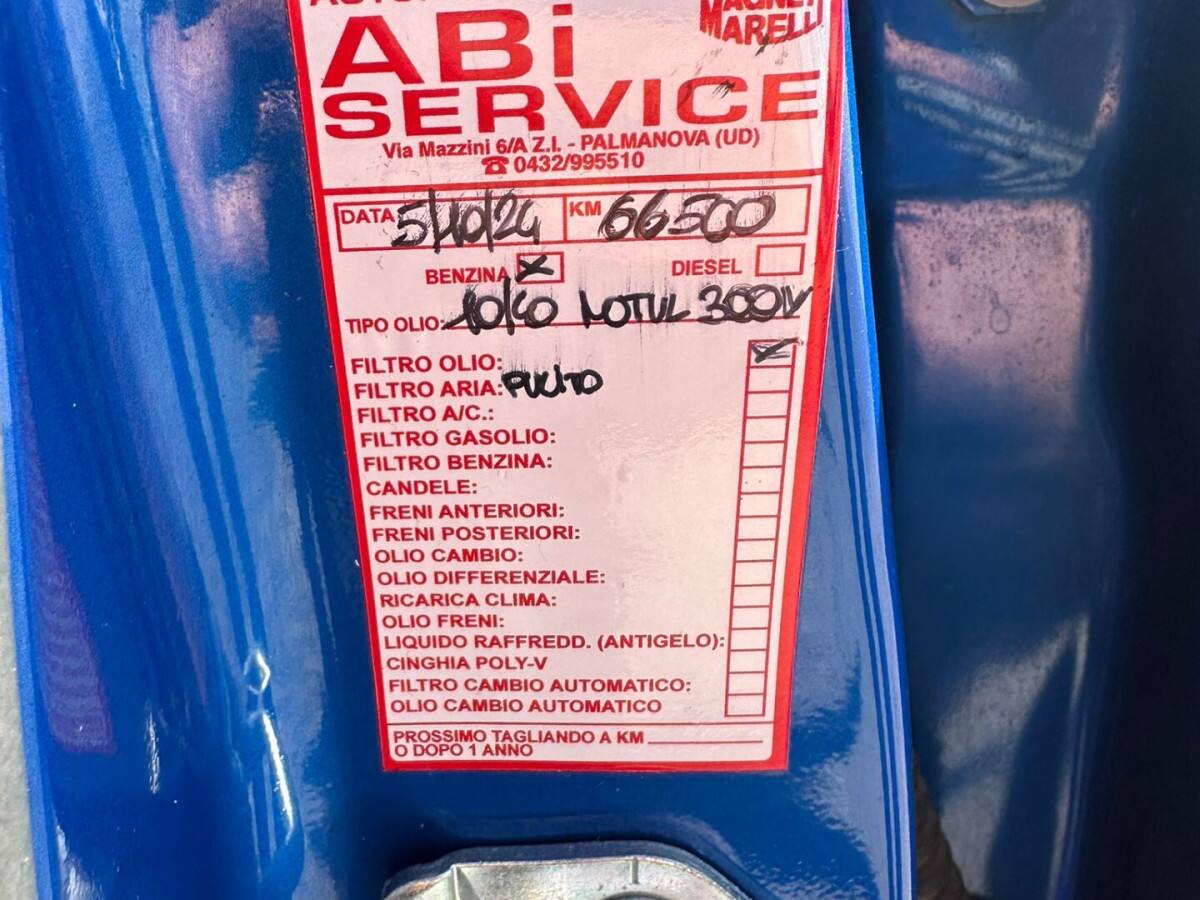 ABi
MAGNETI
MARELLI
SERVICE
Via Mazzini 6/A Z.I. - PALMANOVA (UD)
☎ 0432/995510
DATA 5/10/24 KM 66500
BENZINA X DIESEL
TIPO OLIO: 10/40 MOTUL 300V
FILTRO OLIO: X
FILTRO ARIA: PULITO
FILTRO A/C.:
FILTRO GASOLIO:
FILTRO BENZINA:
CANDELE:
FRENI ANTERIORI:
FRENI POSTERIORI:
OLIO CAMBIO:
OLIO DIFFERENZIALE:
RICARICA CLIMA:
OLIO FRENI:
LIQUIDO RAFFREDD. (ANTIGELO):
CINGHIA POLY-V
FILTRO CAMBIO AUTOMATICO:
OLIO CAMBIO AUTOMATICO
PROSSIMO TAGLIANDO A KM
O DOPO 1 ANNO